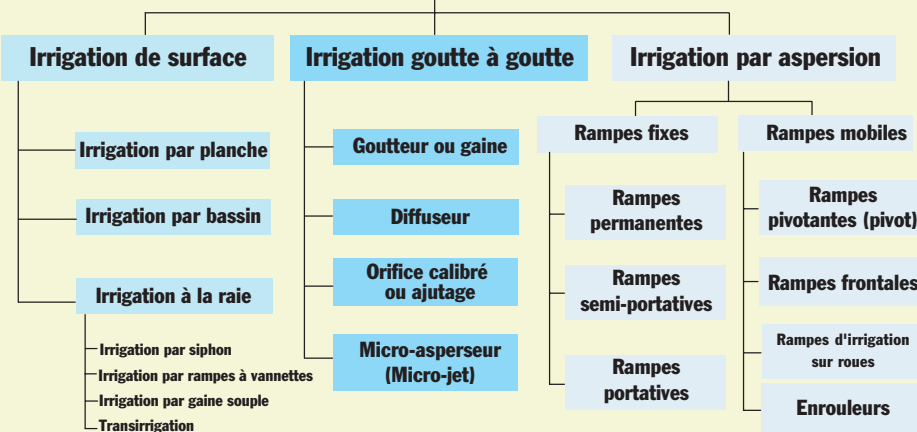 Irrigation de surface
Irrigation par planche
Irrigation par bassin
Irrigation à la raie
Irrigation par siphon
Irrigation par rampes à vannettes
Irrigation par gaine souple
Transirrigation
Irrigation goutte à goutte
Goutteur ou gaine
Diffuseur
Orifice calibré
ou ajutage
Micro-asperseur
(Micro-jet)
Irrigation par aspersion
Rampes fixes
Rampes
permanentes
Rampes
semi-portatives
Rampes
portatives
Rampes mobiles
Rampes
pivotantes (pivot)
Rampes frontales
Rampes d'irrigation
sur roues
Enrouleurs